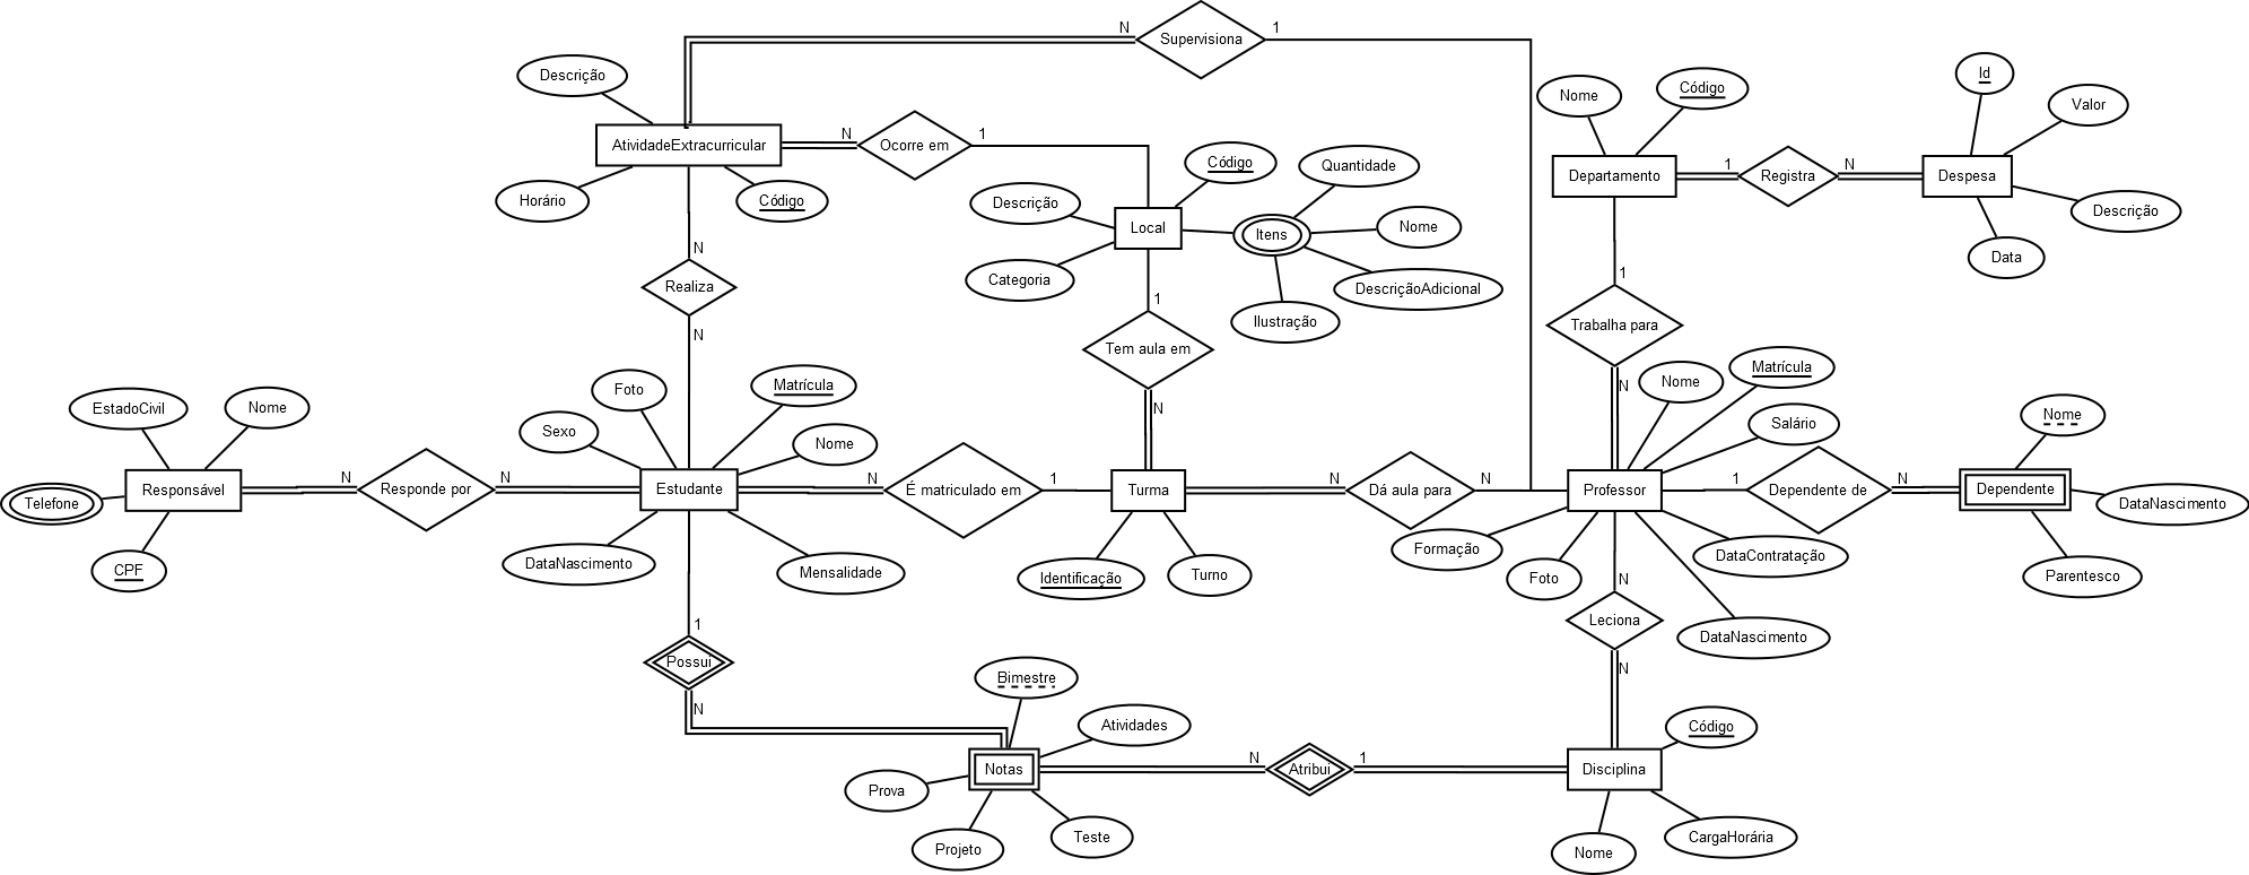 N
Supervisiona
1
Descrição
Id
Nome
Código
Valor
AtividadeExtracurricular
N
Ocorre em
1
Código
Quantidade
Departamento
1
Registra
N
Despesa
Horário
Código
Descrição
Nome
Descrição
Local
Itens
Data
N
Categoria
DescriçãoAdicional
1
Realiza
1
Ilustração
Trabalha para
N
Tem aula em
Foto
Matrícula
N
Nome
Matrícula
EstadoCivil
Nome
N
Nome
Sexo
Nome
Salário
Responsável
N
Responde por
N
Estudante
N
É matriculado em
1
Turma
N
Dá aula para
N
Professor
1
Dependente de
N
Dependente
Telefone
DataNascimento
CPF
DataNascimento
Mensalidade
Identificação
Turno
Formação
Foto
DataContratação
Parentesco
N
Leciona
DataNascimento
1
Possui
N
N
Bimestre
Atividades
Código
Notas
N
Atribui
1
Disciplina
Prova
Projeto
Teste
Nome
CargaHorária